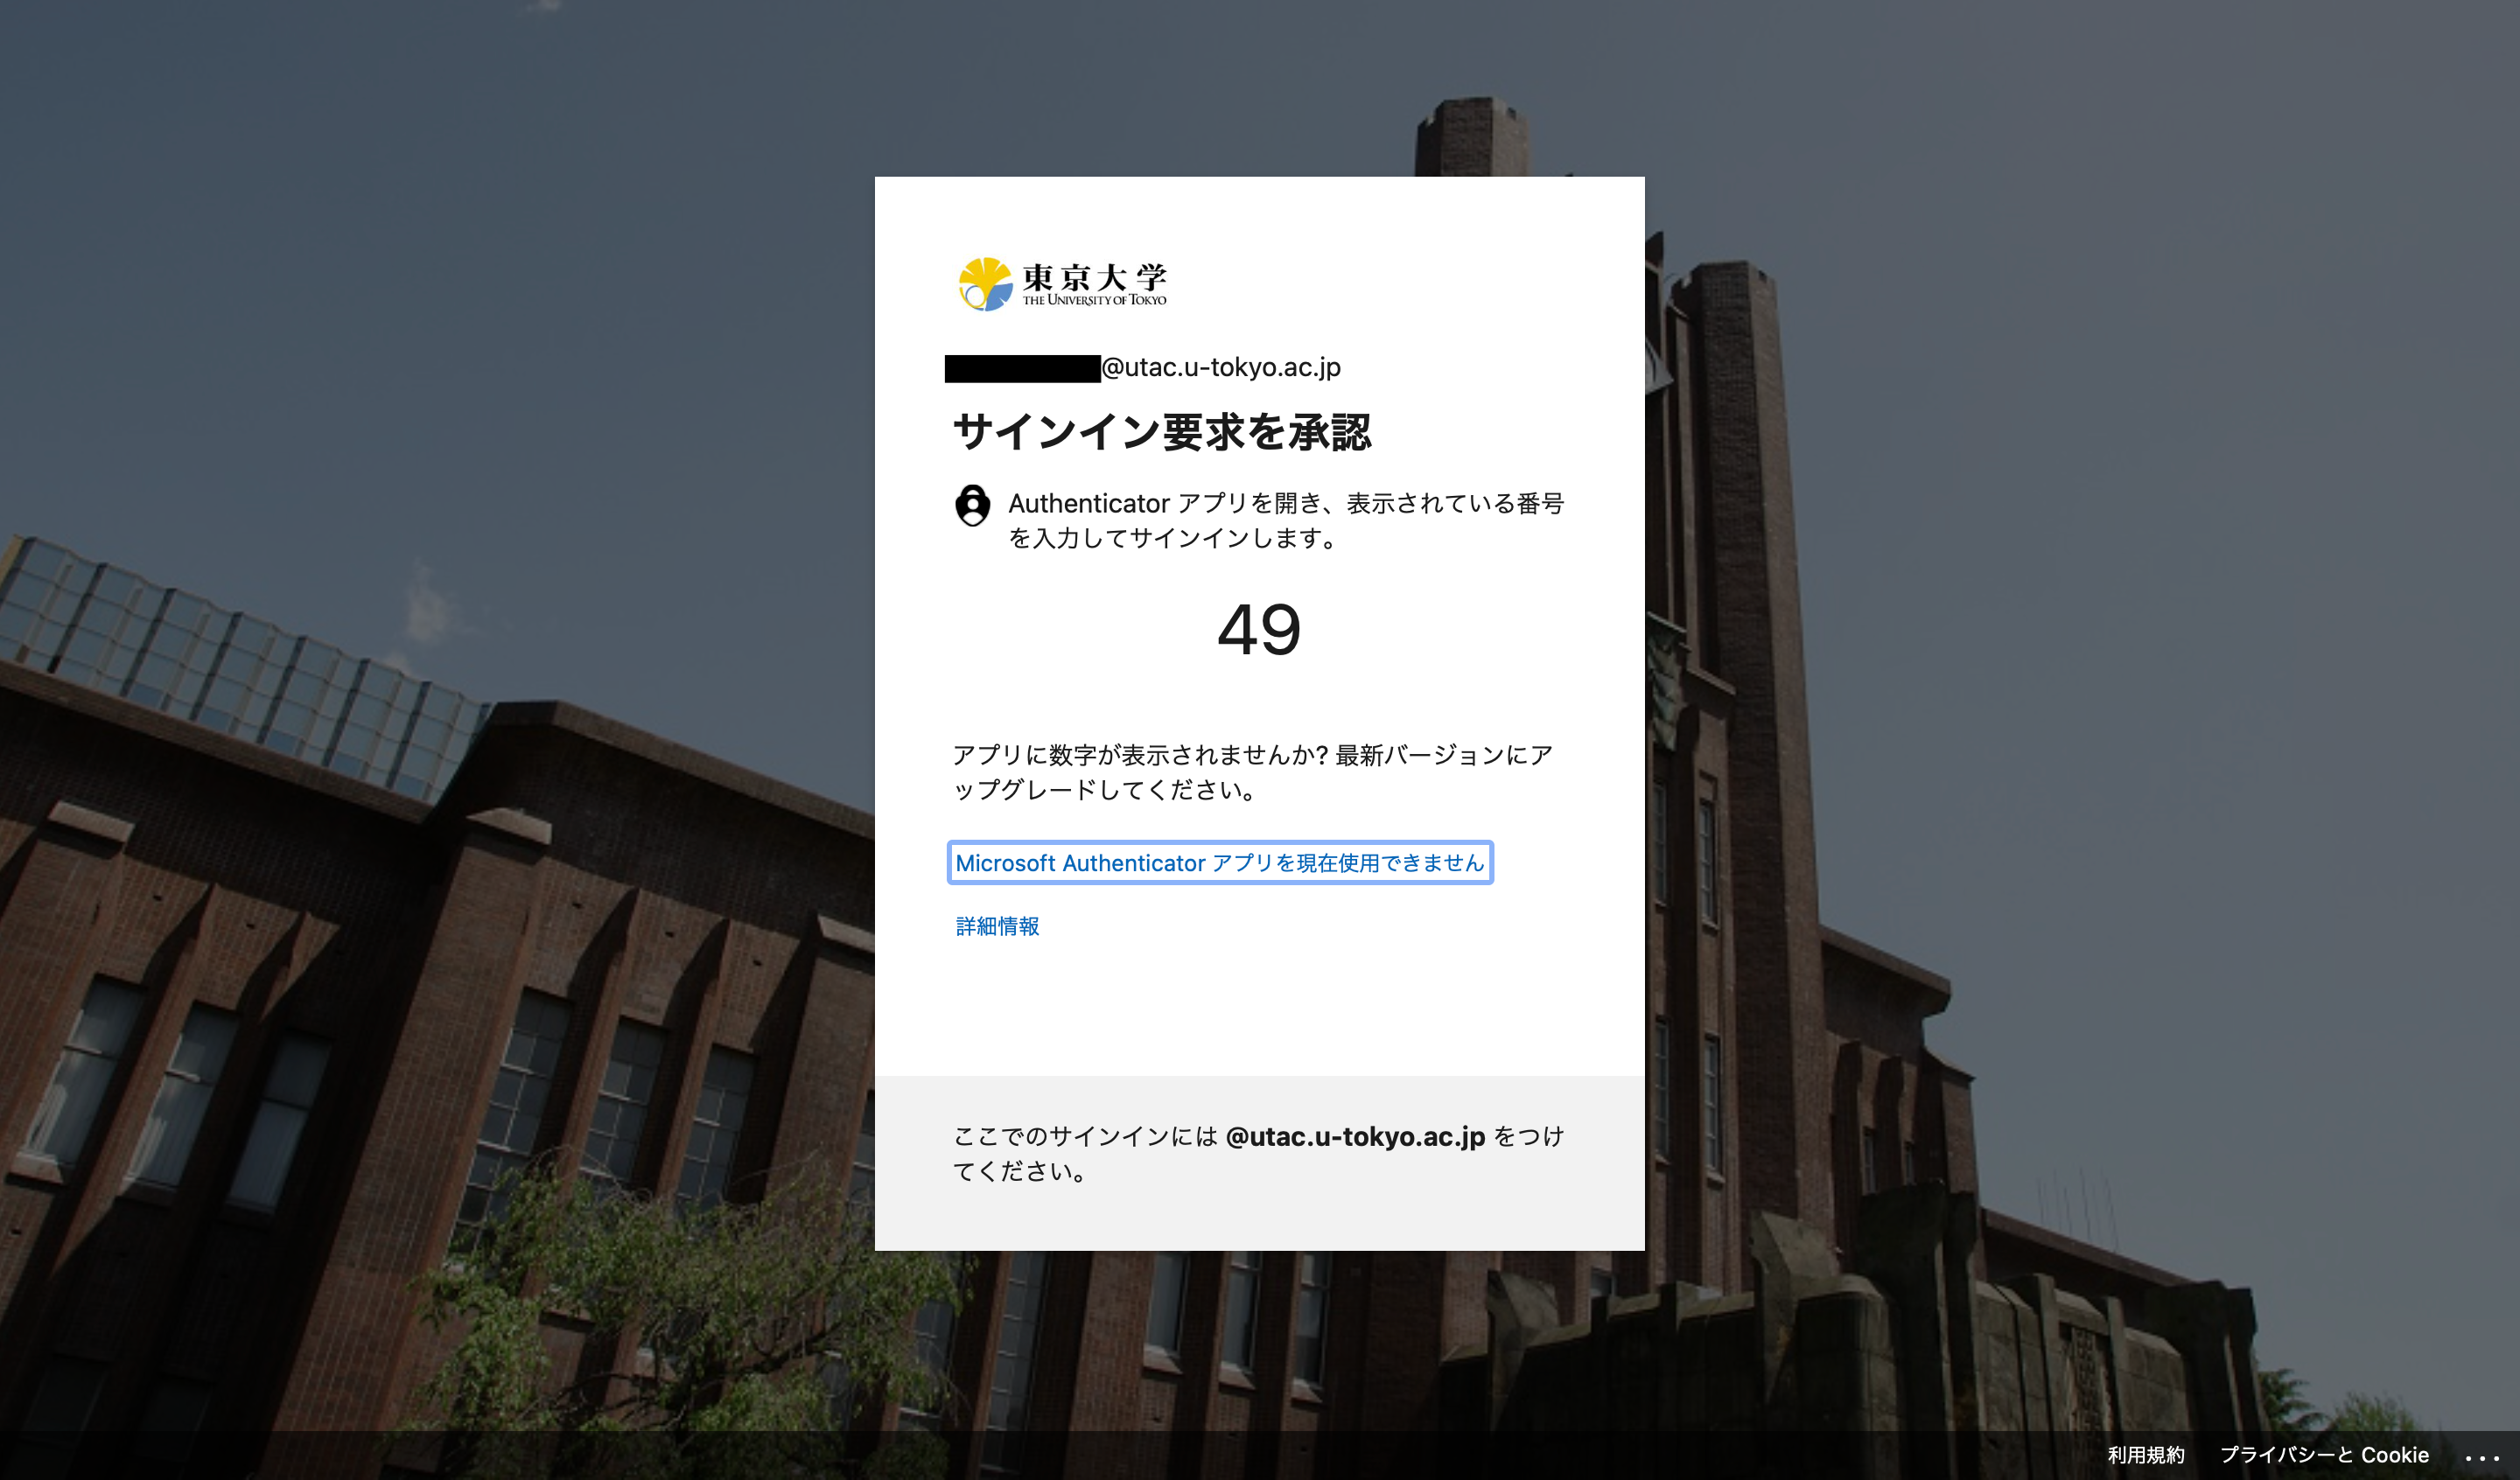 東京大学
THE UNIVERSITY OF TOKYO
@utac.u-tokyo.ac.jp
サインイン要求を承認
Authenticator アプリを開き、表示されている番号
を入力してサインインします。
49
アプリに数字が表示されませんか? 最新バージョンにア
ップグレードしてください。
Microsoft Authenticator アプリを現在使用できません
詳細情報
ここでのサインインには @utac.u-tokyo.ac.jp をつけ
てください。
利用規約 プライバシーと Cookie ...